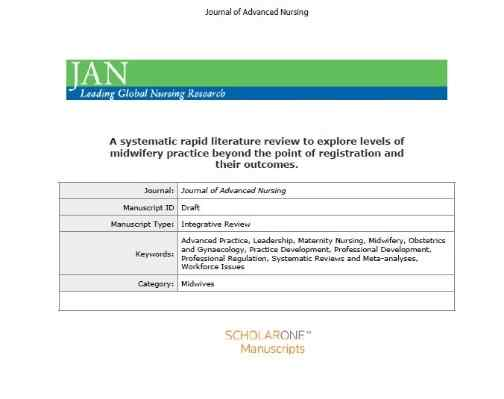 Journal of Advanced Nursing
JAN
Leading Global Nursing Research
A systematic rapid literature review to explore levels of
midwifery practice beyond the point of registration and
their outcomes.
Journal: Journal of Advanced Nursing
Manuscript ID Draft
Manuscript Type: Integrative Review
Keywords: Advanced Practice, Leadership, Maternity Nursing, Midwifery, Obstetrics
and Gynaecology, Practice Development, Professional Development,
Professional Regulation, Systematic Reviews and Meta-analyses,
Workforce Issues
Category: Midwives
SCHOLARONE™
Manuscripts